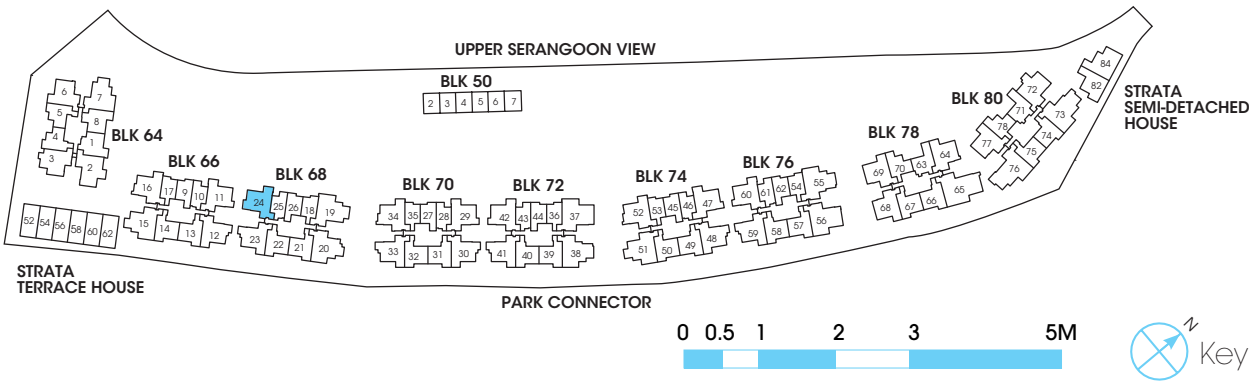 UPPER SERANGOON VIEW
BLK 50
2 3 4 5 6 7
84
82
STRATA
SEMI-DETACHED
HOUSE
BLK 80
72
71
73
78
74
77
75
76
6
7
5
8
4
1
3
2
BLK 64
BLK 66
16 17 9 10 11
15 14 13 12
BLK 68
24 25 26 18 19
23 22 21 20
BLK 70
34 35 27 28 29
33 32 31 30
BLK 72
42 43 44 36 37
41 40 39 38
BLK 74
52 53 45 46 47
51 50 49 48
BLK 76
60 61 62 54 55
59 58 57 56
BLK 78
69 70 63 64
68 67 66 65
52 54 56 58 60 62
STRATA
TERRACE HOUSE
PARK CONNECTOR
0 0.5 1 2 3 5M
N
Key